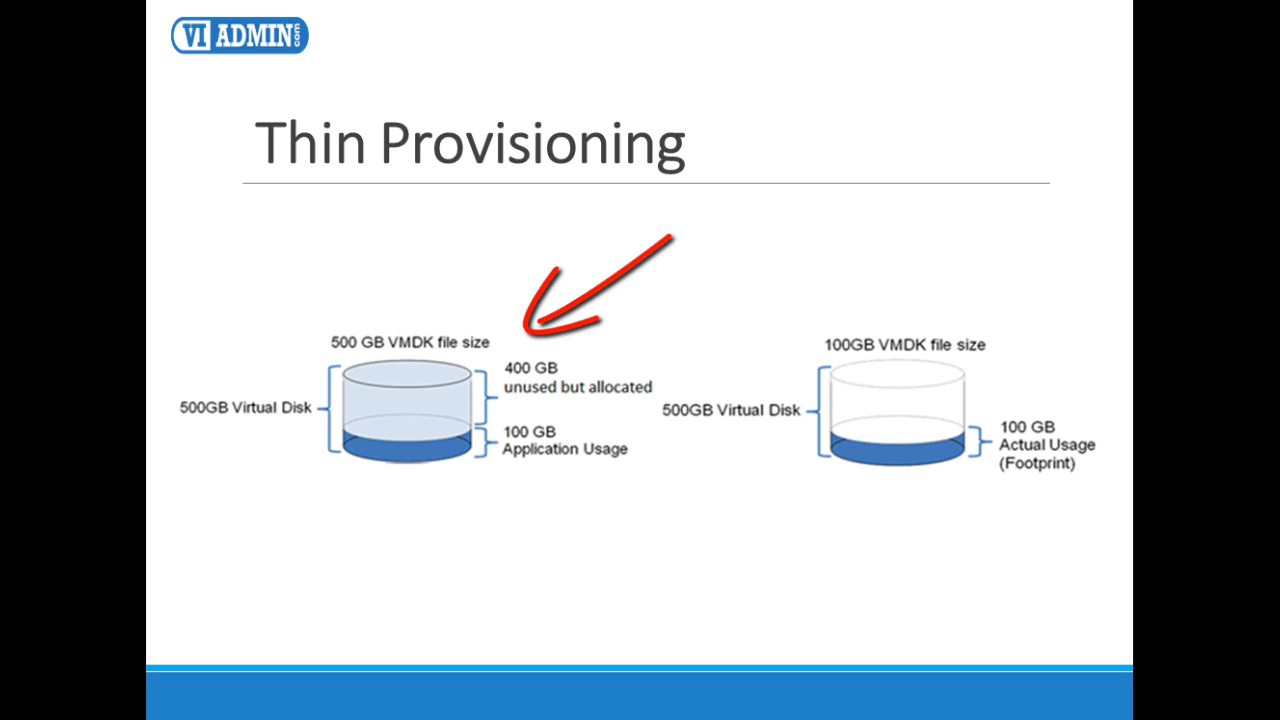 VI ADMIN.com
Thin Provisioning
500 GB VMDK file size
500GB Virtual Disk
400 GB
unused but allocated
100 GB
Application Usage
100GB VMDK file size
500GB Virtual Disk
100 GB
Actual Usage
(Footprint)